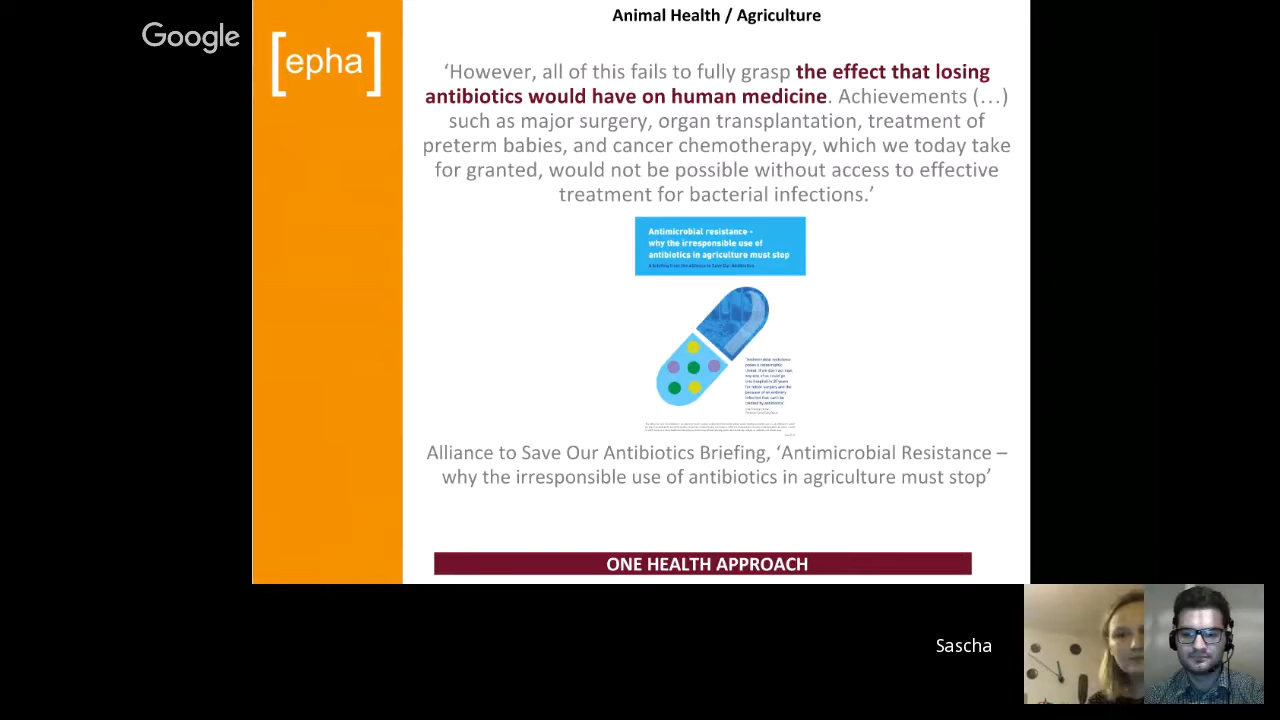 Animal Health / Agriculture
Google
[epha]
‘However, all of this fails to fully grasp the effect that losing
antibiotics would have on human medicine. Achievements (…)
such as major surgery, organ transplantation, treatment of
preterm babies, and cancer chemotherapy, which we today take
for granted, would not be possible without access to effective
treatment for bacterial infections.’
Antimicrobial resistance -
why the irresponsible use of
antibiotics in agriculture must stop
Alliance to Save Our Antibiotics Briefing, ‘Antimicrobial Resistance –
why the irresponsible use of antibiotics in agriculture must stop’
ONE HEALTH APPROACH
Sascha